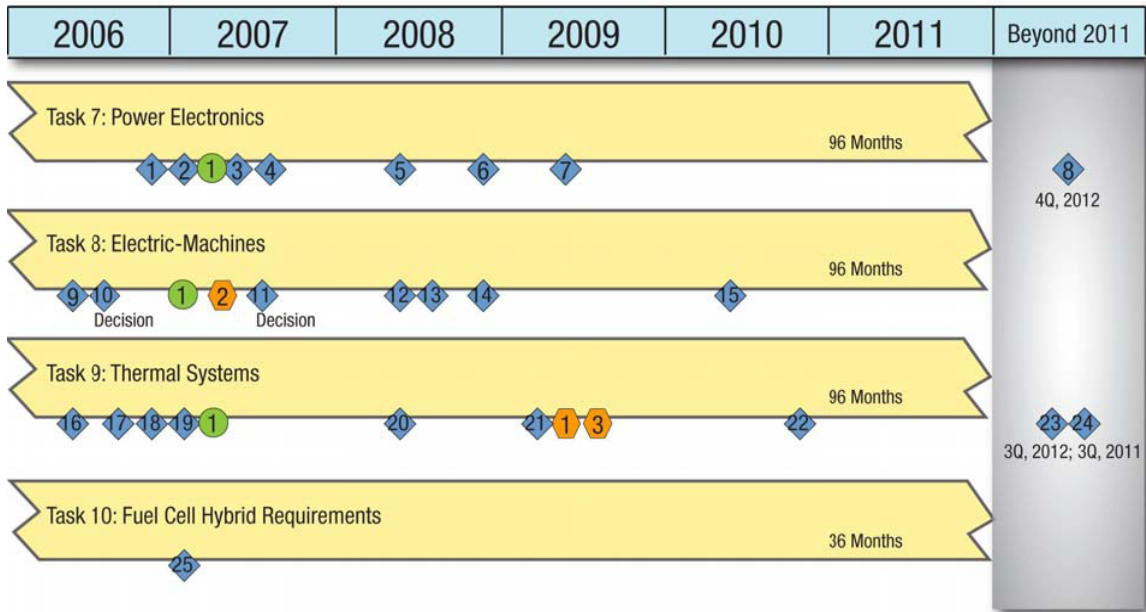 2006 2007 2008 2009 2010 2011 Beyond 2011
Task 7: Power Electronics
96 Months
1 2 1 3 4 5 6 7 8
4Q, 2012
Task 8: Electric-Machines
96 Months
9 10 1 2 11 12 13 14 15
Decision Decision
Task 9: Thermal Systems
96 Months
16 17 18 19 1 20 21 1 3 22 23 24
3Q, 2012; 3Q, 2011
Task 10: Fuel Cell Hybrid Requirements
36 Months
25